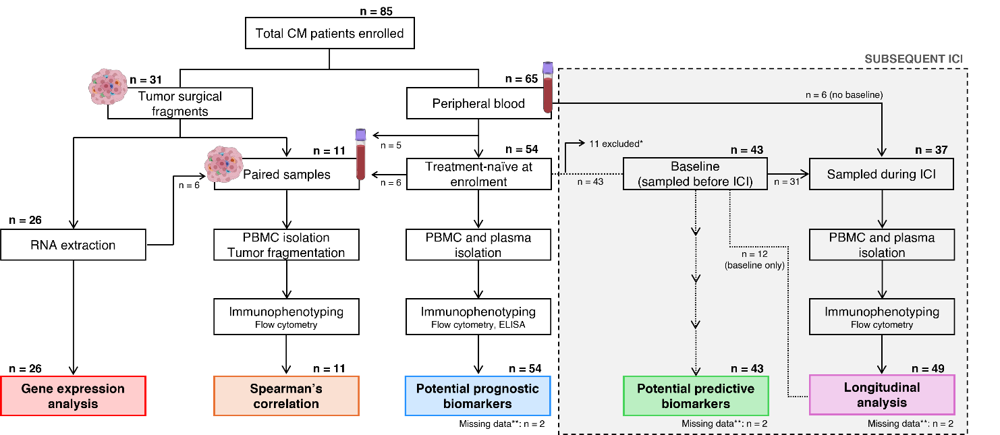 n = 85
Total CM patients enrolled
SUBSEQUENT ICI
n = 31
Tumor surgical
fragments
n = 65
Peripheral blood
n = 6 (no baseline)
n = 5
n = 11
Paired samples
n = 6
n = 6
n = 54
Treatment-naïve at
enrolment
11 excluded*
n = 43
n = 43
Baseline
(sampled before ICI)
n = 31
n = 37
Sampled during ICI
n = 26
RNA extraction
PBMC isolation
Tumor fragmentation
PBMC and plasma
isolation
n = 12
(baseline only)
PBMC and plasma
isolation
Immunophenotyping
Flow cytometry
Immunophenotyping
Flow cytometry, ELISA
Immunophenotyping
Flow cytometry
n = 26
Gene expression
analysis
n = 11
Spearman's
correlation
n = 54
Potential prognostic
biomarkers
Missing data**: n = 2
n = 43
Potential predictive
biomarkers
Missing data**: n = 2
n = 49
Longitudinal
analysis
Missing data**: n = 2